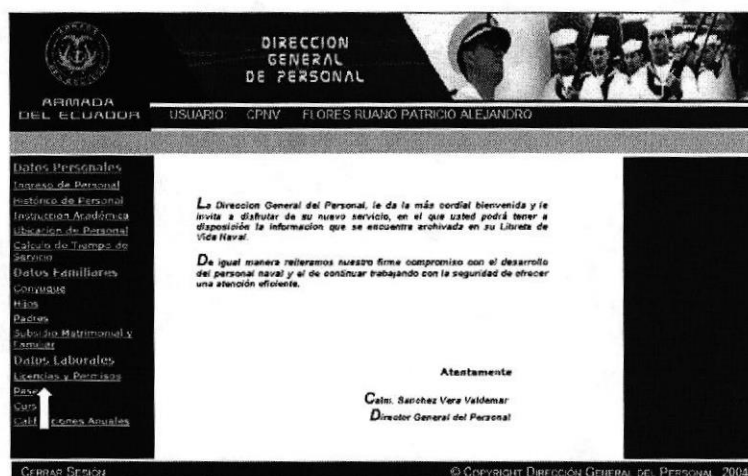 DIRECCION
GENERAL
DE PERSONAL
ARMADA
DEL ECUADOR
USUARIO: CPNV FLORES RUANO PATRICIO ALEJANDRO
Datos Personales
Ingreso de Personal
Histórico de Personal
Instrucción Académica
Ubicación de Personal
Calculo de Tiempo de
Servicio
Datos Familiares
Conyugue
Hijos
Padres
Subsidio Matrimonial y
Familiar
Datos Laborales
Licencias y Permisos
La Direccion General del Personal, le da la más cordial bienvenida y le
invita a disfrutar de su nuevo servicio, en el que usted podrá tener a
disposición la informacion que se encuentra archivada en su Libreta de
Vida Naval.
De igual manera reiteramos nuestro firme compromiso con el desarrollo
del personal naval y el de continuar trabajando con la seguridad de ofrecer
una atención eficiente.
Atentamente
Calm. Sanchez Vera Valdemar
Director General del Personal
Anuales
CERRAR SESIÓN
© COPYRIGHT DIRECCIÓN GENERAL DEL PERSONAL, 2004